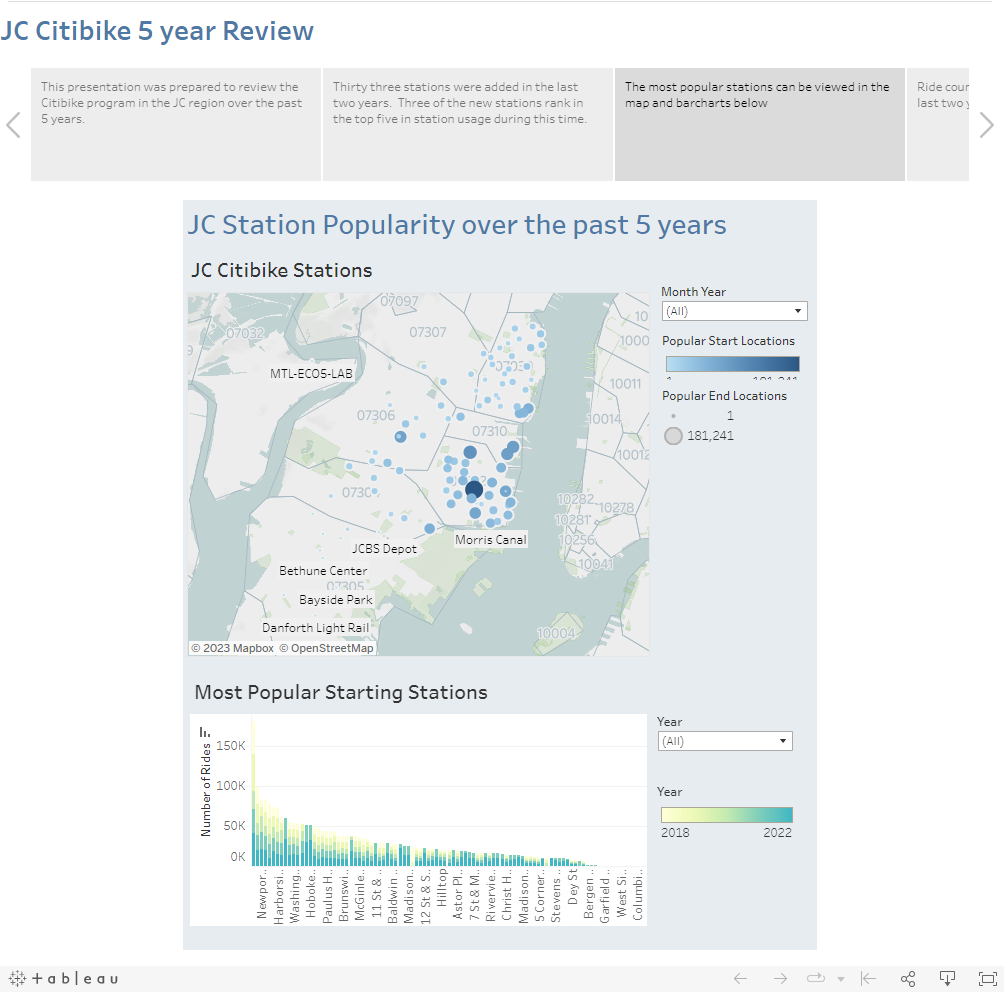 JC Citibike 5 year Review
This presentation was prepared to review the
Citibike program in the JC region over the past
5 years.
Thirty three stations were added in the last
two years. Three of the new stations rank in
the top five in station usage during this time.
The most popular stations can be viewed in the
map and barcharts below
Ride cour
last two y
JC Station Popularity over the past 5 years
JC Citibike Stations
07097
07032
07307
MTL-ECO5-LAB
07306
07310
10
1000
10011
10014
10012
10282
10278
10281
10256
10041
Morris Canal
JCBS Depot
Bethune Center
07305
Bayside Park
Danforth Light Rail
10004
© 2023 Mapbox © OpenStreetMap
Month Year
(All)
Popular Start Locations
Popular End Locations
1
181,241
Most Popular Starting Stations
Number of Rides
150K
100K
50K
0K
Newpor..
Harborsi..
Washing..
Hoboke..
Paulus H..
Brunswi..
McGinle..
11 St & ..
Baldwin ..
Madison..
12 St & S..
Hilltop
Astor Pl..
7 St & M..
Rivervie..
Christ H..
Madison..
5 Corner..
Stevens ..
Dey St
Bergen ..
Garfield ..
West Si..
Columbi..
Year
(All)
Year
2018
2022
+ a b l e a u